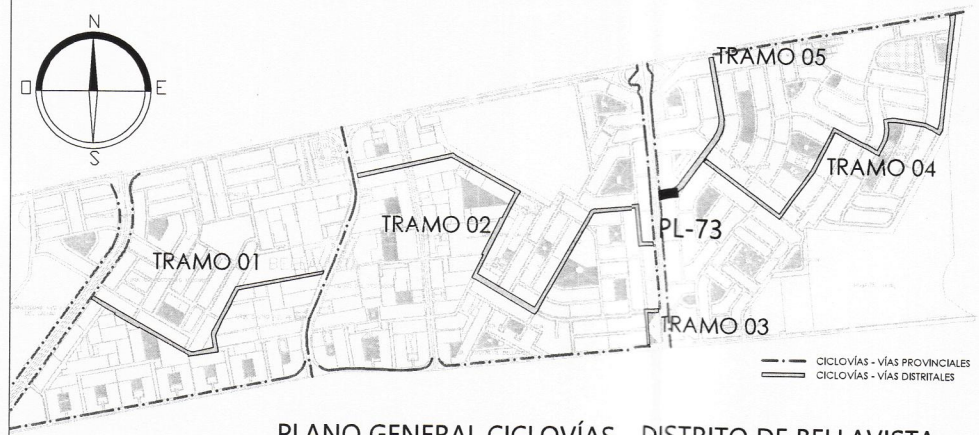 N
O E
S
TRAMO 05
TRAMO 04
TRAMO 02
PL-73
TRAMO 01
TRAMO 03
CICLOVÍAS - VÍAS PROVINCIALES
CICLOVÍAS - VÍAS DISTRITALES
PLANO GENERAL CICLOVÍAS - DISTRITO DE BELLAVISTA